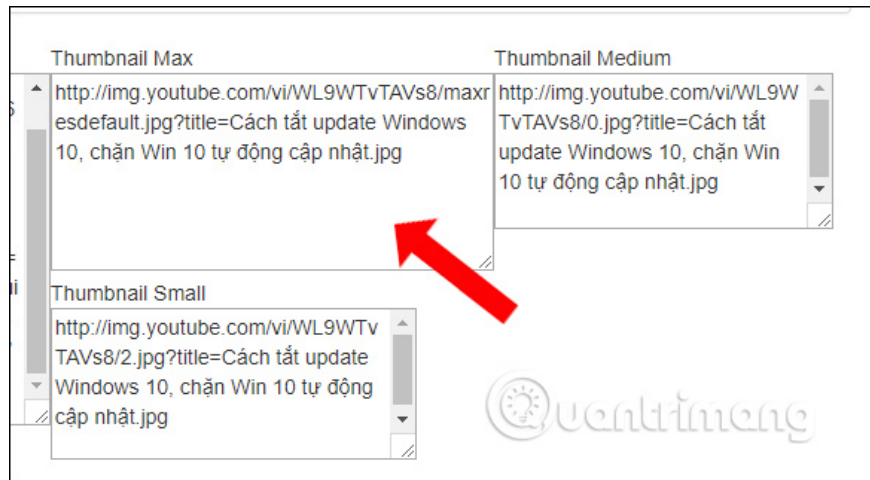 Thumbnail Max
http://img.youtube.com/vi/WL9WTvTAVs8/maxr
esdefault.jpg?title=Cách tắt update Windows
10, chặn Win 10 tự động cập nhật.jpg
Thumbnail Medium
http://img.youtube.com/vi/WL9W
TvTAVs8/0.jpg?title=Cách tắt
update Windows 10, chặn Win
10 tự động cập nhật.jpg
Thumbnail Small
http://img.youtube.com/vi/WL9WTv
TAVs8/2.jpg?title=Cách tắt update
Windows 10, chặn Win 10 tự động
cập nhật.jpg
Quantrimang